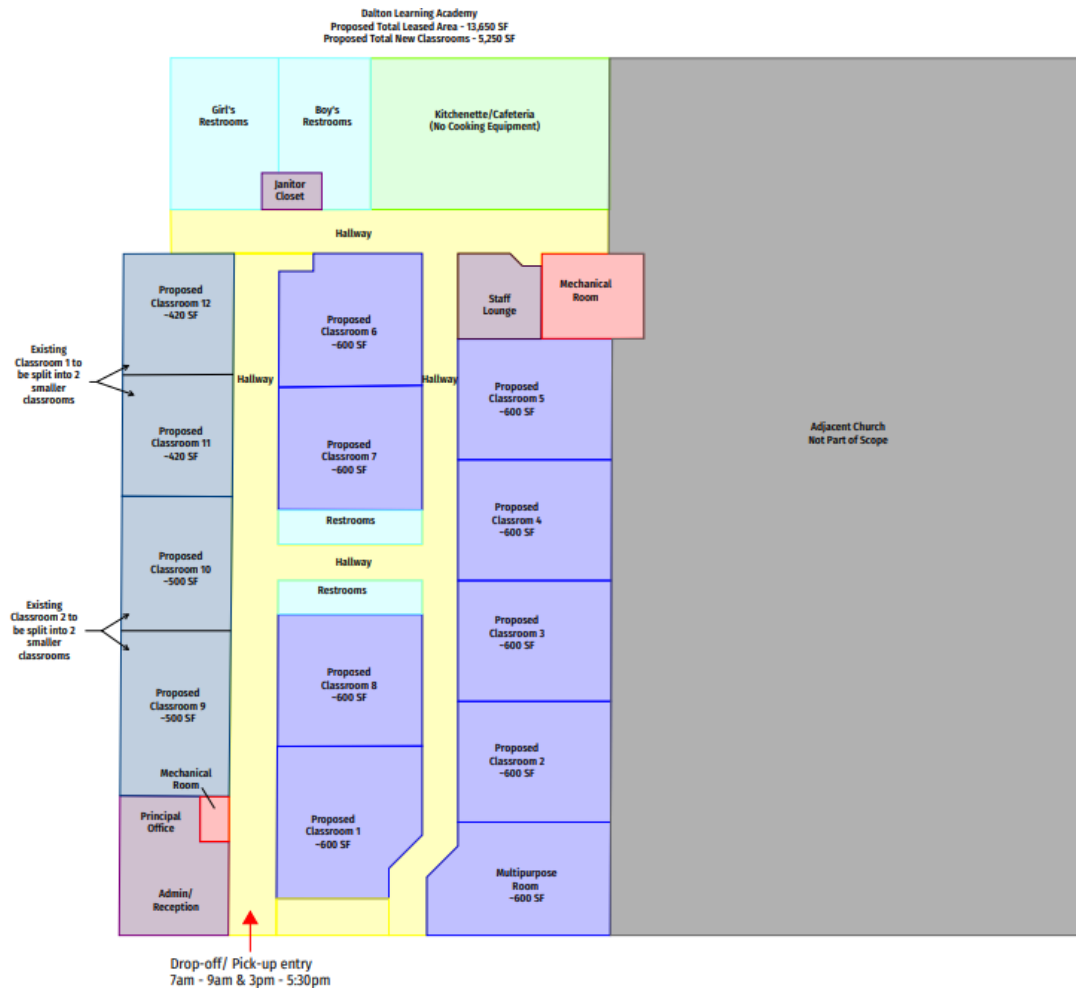 Dalton Learning Academy
Proposed Total Leased Area - 13,650 SF
Proposed Total New Classrooms - 5,250 SF
Girl's
Restrooms
Boy's
Restrooms
Kitchenette/Cafeteria
(No Cooking Equipment)
Janitor
Closet
Hallway
Proposed
Classroom 12
~420 SF
Proposed
Classroom 6
~600 SF
Staff
Lounge
Mechanical
Room
Existing
Classroom 1 to
be split into 2
smaller
classrooms
Hallway
Hallway
Proposed
Classroom 5
~600 SF
Adjacent Church
Not Part of Scope
Proposed
Classroom 11
~420 SF
Proposed
Classroom 7
~600 SF
Restrooms
Proposed
Classrom 4
~600 SF
Proposed
Classroom 10
~500 SF
Hallway
Restrooms
Existing
Classroom 2 to
be split into 2
smaller
classrooms
Proposed
Classroom 3
~600 SF
Proposed
Classroom 9
~500 SF
Proposed
Classroom 8
~600 SF
Proposed
Classroom 2
~600 SF
Mechanical
Room
Principal
Office
Proposed
Classroom 1
~600 SF
Multipurpose
Room
~600 SF
Admin/
Reception
Drop-off/ Pick-up entry
7am - 9am & 3pm - 5:30pm